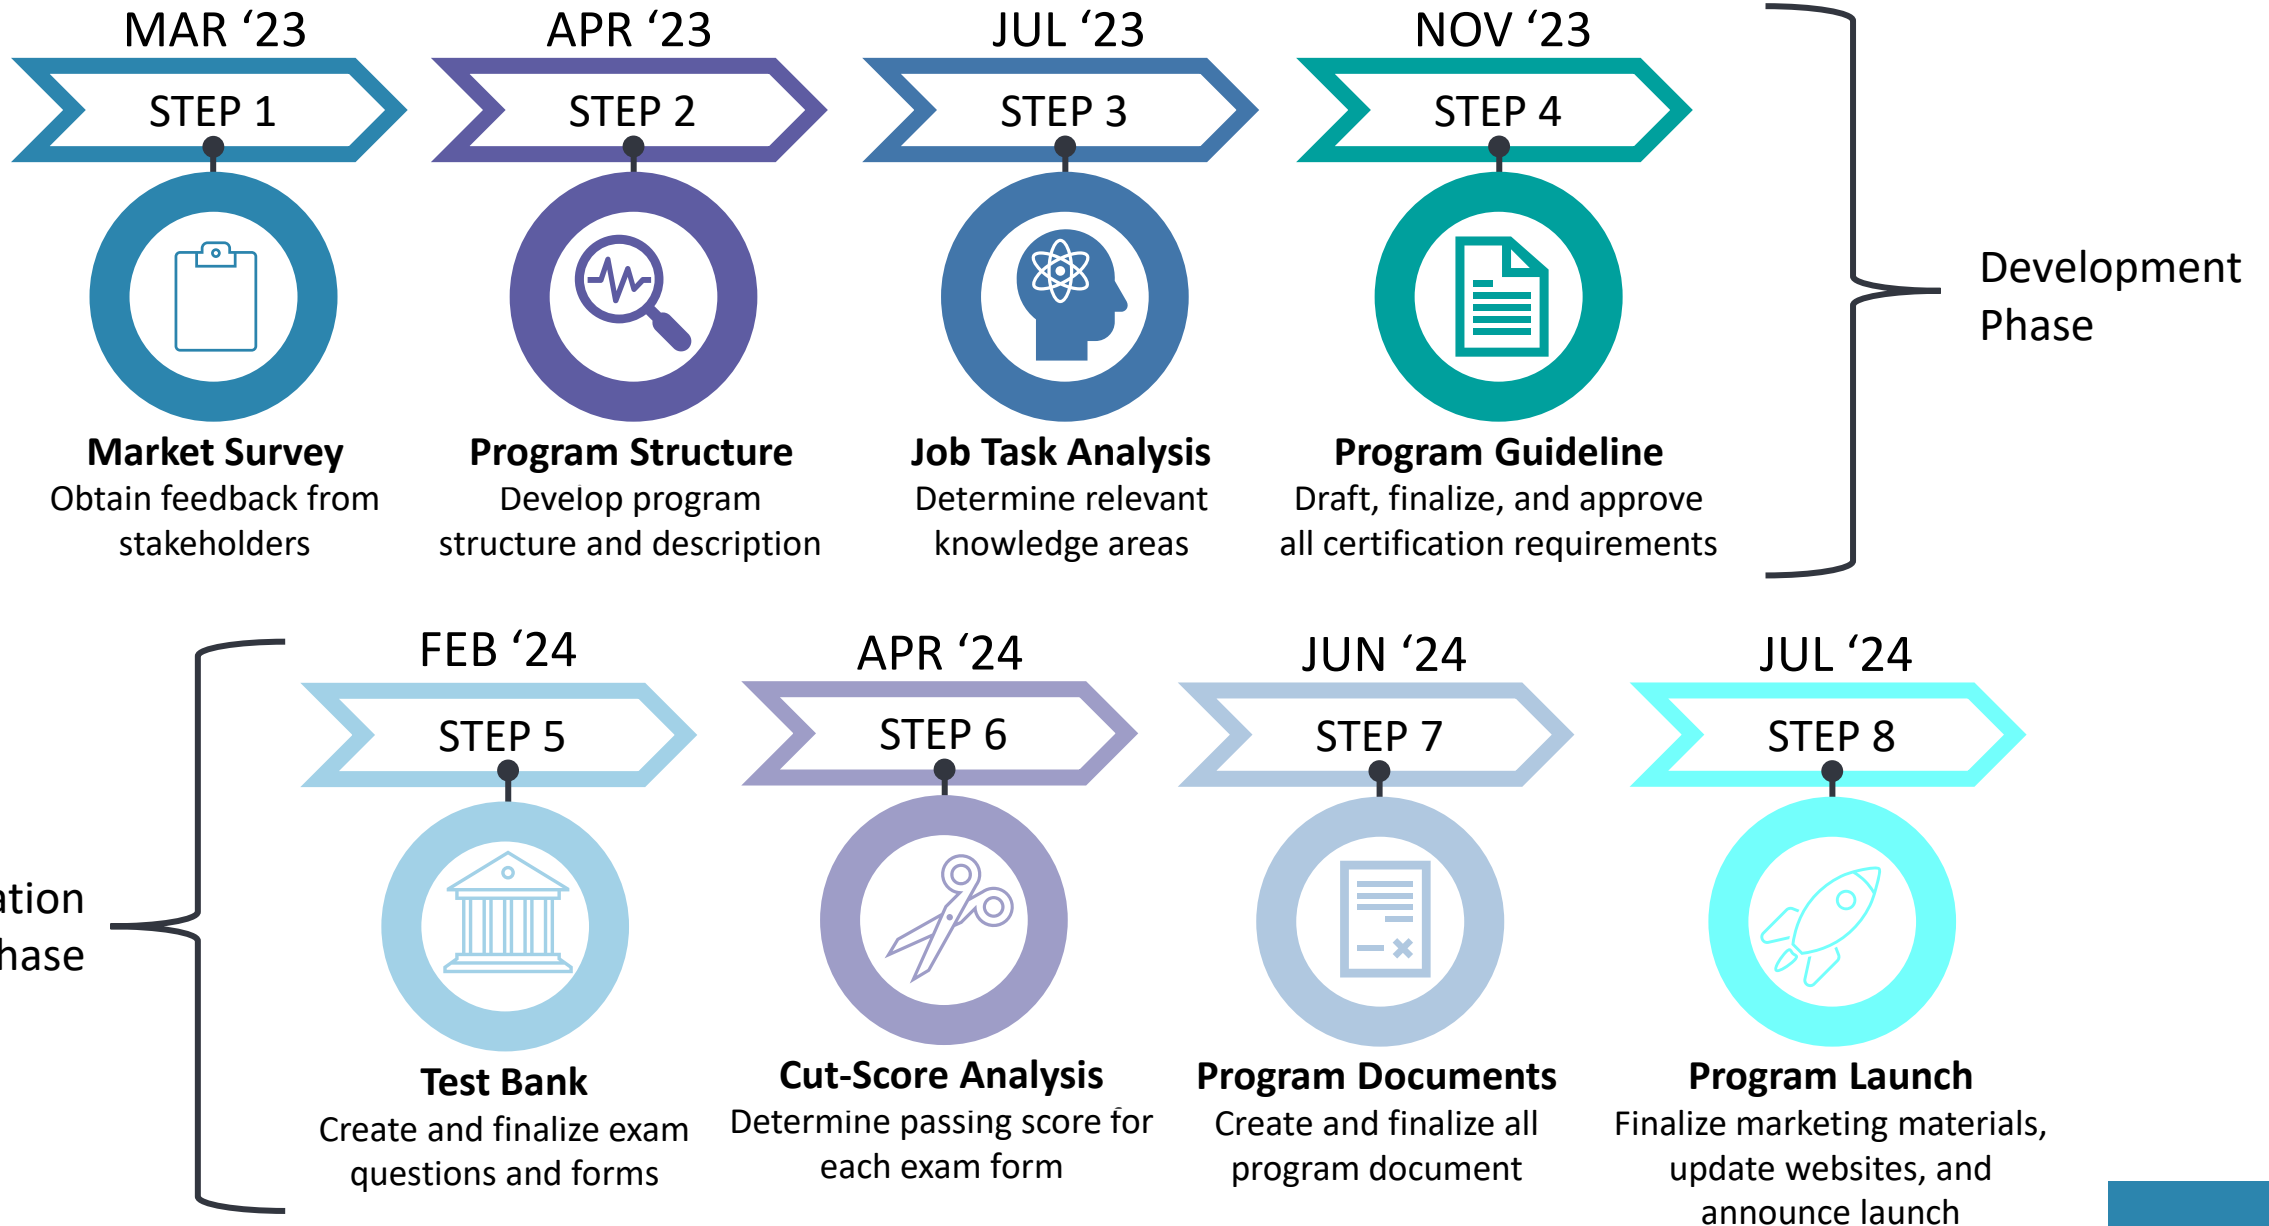 MAR ‘23
STEP 1
Market Survey
Obtain feedback from
stakeholders
APR ‘23
STEP 2
Program Structure
Develop program
structure and description
JUL ‘23
STEP 3
Job Task Analysis
Determine relevant
knowledge areas
NOV ‘23
STEP 4
Program Guideline
Draft, finalize, and approve
all certification requirements
Development
Phase
FEB ‘24
STEP 5
Test Bank
Create and finalize exam
questions and forms
APR ‘24
STEP 6
Cut-Score Analysis
Determine passing score for
each exam form
JUN ‘24
STEP 7
Program Documents
Create and finalize all
program document
JUL ‘24
STEP 8
Program Launch
Finalize marketing materials,
update websites, and
announce launch